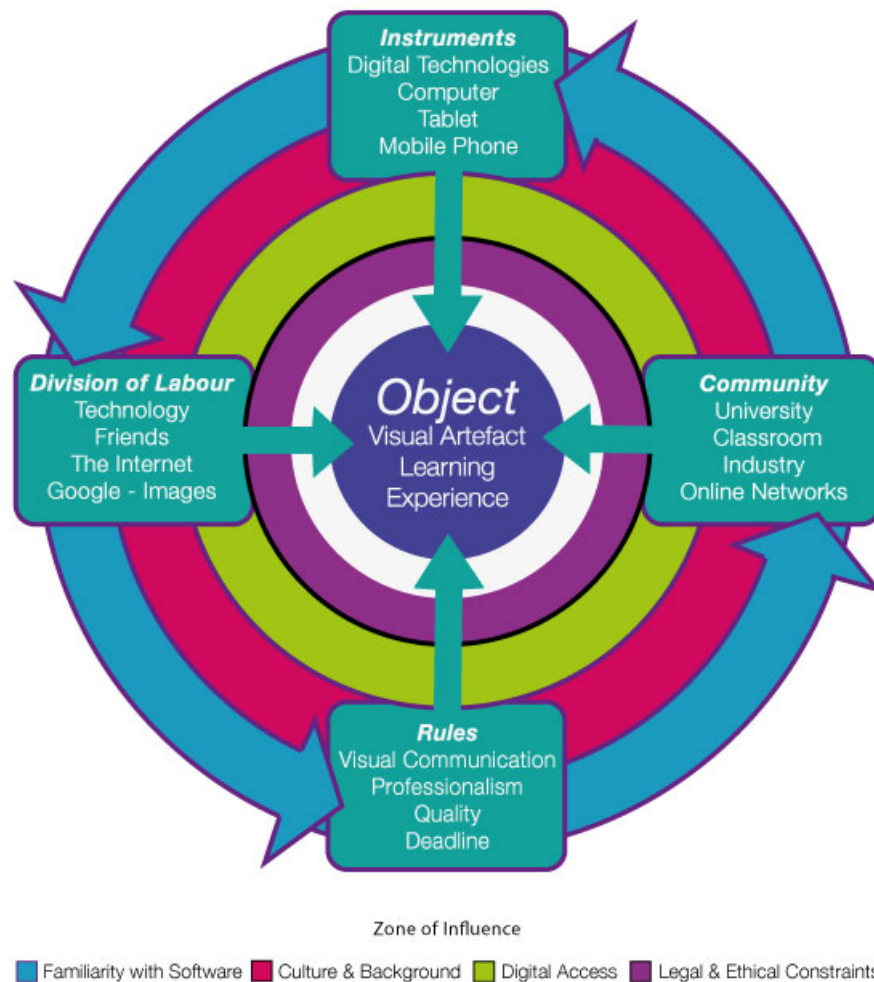 Instruments
Digital Technologies
Computer
Tablet
Mobile Phone
Division of Labour
Technology
Friends
The Internet
Google - Images
Object
Visual Artefact
Learning
Experience
Community
University
Classroom
Industry
Online Networks
Rules
Visual Communication
Professionalism
Quality
Deadline
Zone of Influence
Familiarity with Software Culture & Background Digital Access Legal & Ethical Constraints